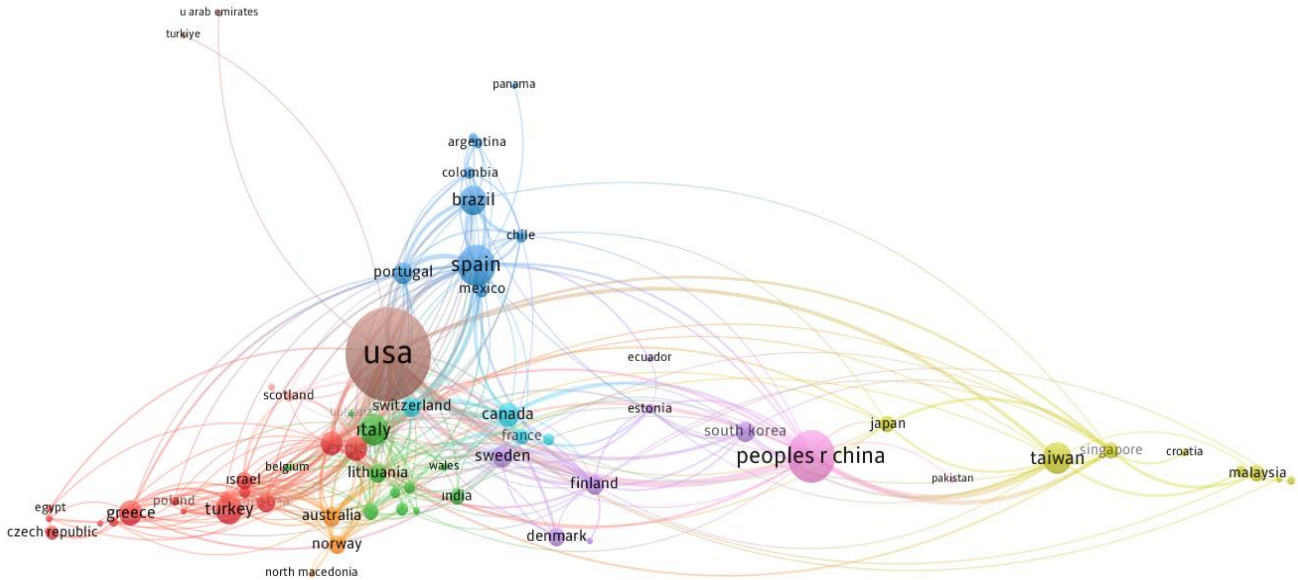 u arab emirates
turkiye
panama
argentina
colombia
brazil
chile
spain
portugal
mexico
usa
ecuador
scotland
switzerland
estonia
canada
japan
italy
south korea
france
sweden
peoples r china
taiwan
singapore
croatia
belgium
wales
lithuania
malaysia
israel
pakistan
finland
india
poland
egypt
greece
turkey
australia
czech republic
denmark
norway
north macedonia